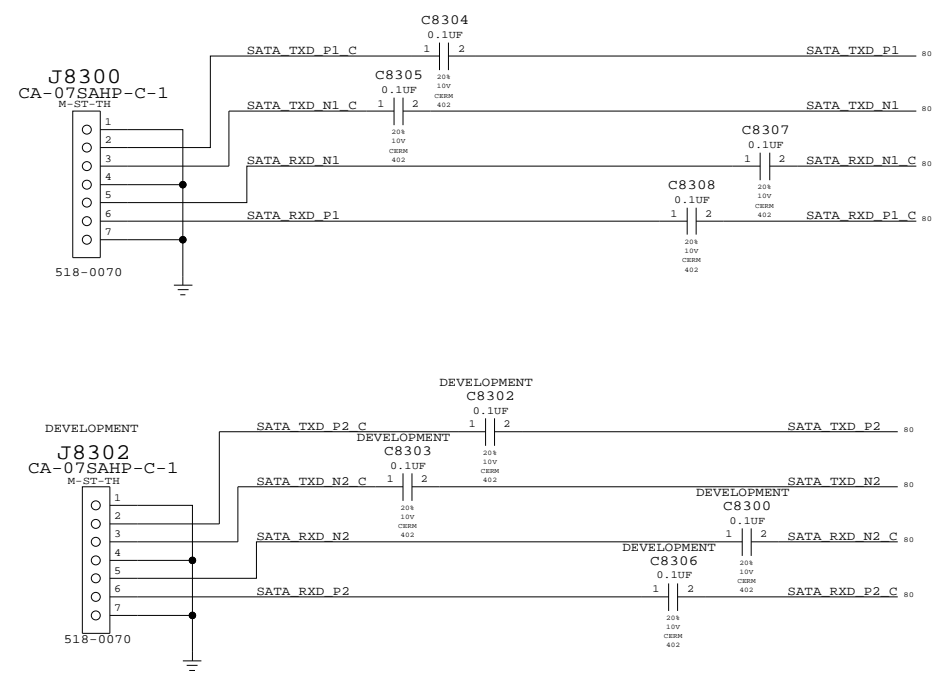 C8304
0.1UF
1 2
SATA_TXD_P1_C
SATA_TXD_P1 80
20%
10V
CERM
402
J8300
CA-07SAHP-C-1
M-ST-TH
C8305
0.1UF
1 2
SATA_TXD_N1_C
SATA_TXD_N1 80
20%
10V
CERM
402
1
2
3
4
5
6
7
518-0070
C8307
0.1UF
1 2
SATA_RXD_N1
SATA_RXD_N1_C 80
20%
10V
CERM
402
C8308
0.1UF
1 2
SATA_RXD_P1
SATA_RXD_P1_C 80
20%
10V
CERM
402
DEVELOPMENT
C8302
0.1UF
1 2
SATA_TXD_P2_C
SATA_TXD_P2 80
20%
10V
CERM
402
DEVELOPMENT
J8302
CA-07SAHP-C-1
M-ST-TH
DEVELOPMENT
C8303
0.1UF
1 2
SATA_TXD_N2_C
SATA_TXD_N2 80
20%
10V
CERM
402
1
2
3
4
5
6
7
518-0070
DEVELOPMENT
C8300
0.1UF
1 2
SATA_RXD_N2
SATA_RXD_N2_C 80
20%
10V
CERM
402
DEVELOPMENT
C8306
0.1UF
1 2
SATA_RXD_P2
SATA_RXD_P2_C 80
20%
10V
CERM
402